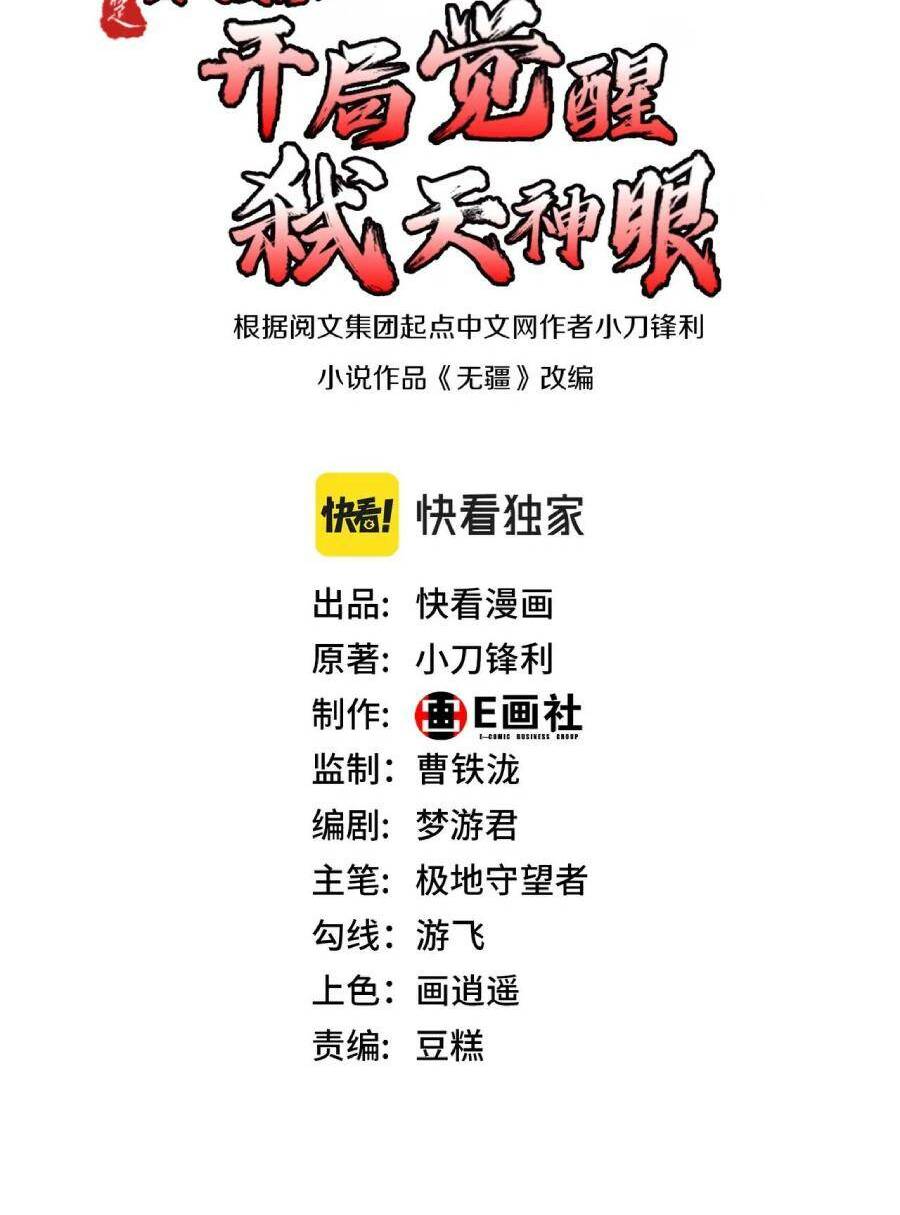 开局觉醒
弑天神眼
根据阅文集团起点中文网作者小刀锋利
小说作品《无疆》改编
快看! 快看独家
出品: 快看漫画
原著: 小刀锋利
制作: 画 E画社
E-COMIC BUSINESS GROUP
监制: 曹铁泷
编剧: 梦游君
主笔: 极地守望者
勾线: 游飞
上色: 画逍遥
责编: 豆糕